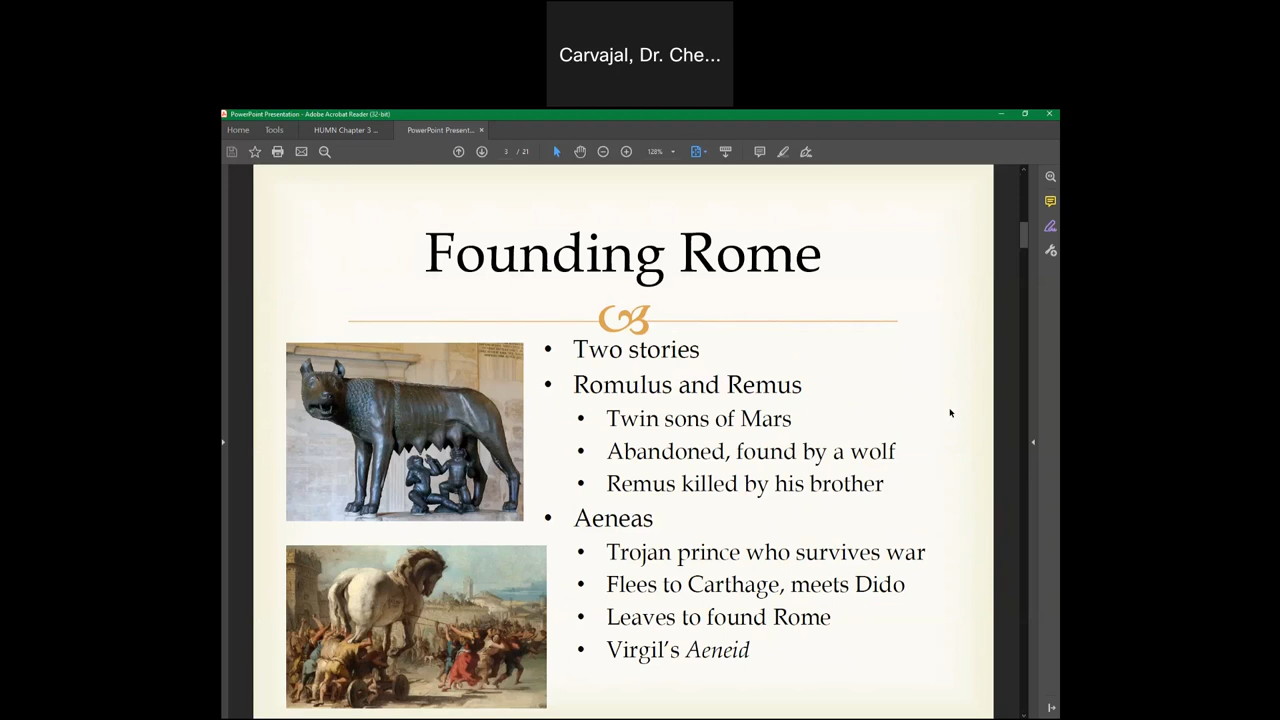 Carvajal, Dr. Che...
PowerPoint Presentation - Adobe Acrobat Reader (32-bit)
Home Tools HUMN Chapter 3 ... PowerPoint Present... ×
3 / 21 128%
Founding Rome
• Two stories
• Romulus and Remus
• Twin sons of Mars
• Abandoned, found by a wolf
• Remus killed by his brother
• Aeneas
• Trojan prince who survives war
• Flees to Carthage, meets Dido
• Leaves to found Rome
• Virgil's Aeneid